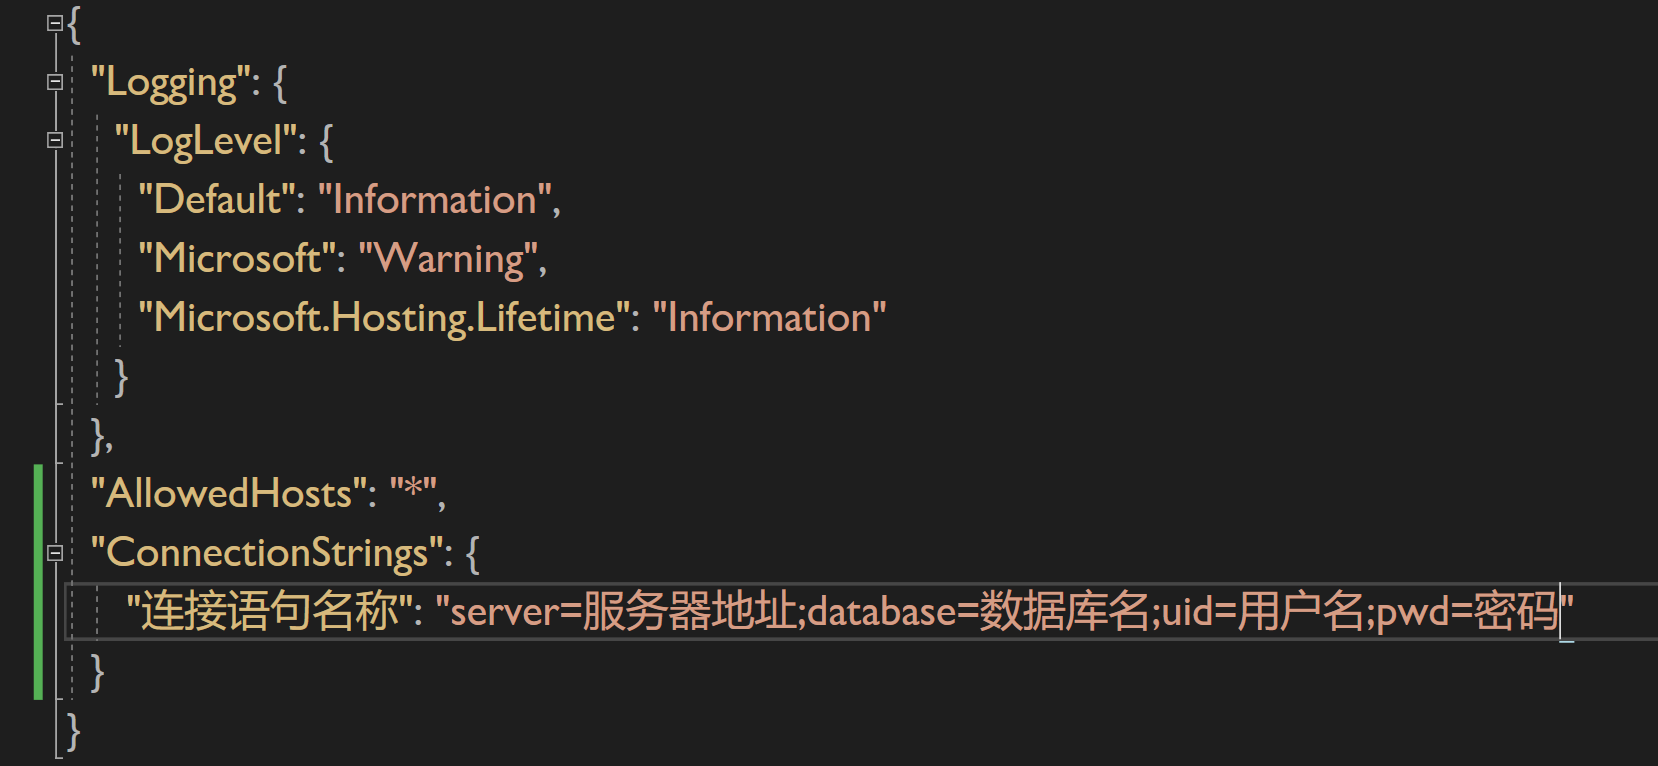 {
"Logging": {
"LogLevel": {
"Default": "Information",
"Microsoft": "Warning",
"Microsoft.Hosting.Lifetime": "Information"
}
},
"AllowedHosts": "*",
"ConnectionStrings": {
"连接语句名称": "server=服务器地址;database=数据库名;uid=用户名;pwd=密码"
}
}